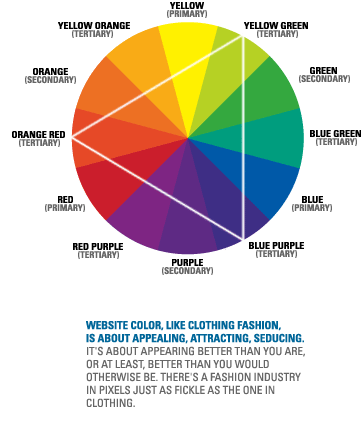 YELLOW
(PRIMARY)
YELLOW ORANGE
(TERTIARY)
YELLOW GREEN
(TERTIARY)
ORANGE
(SECONDARY)
GREEN
(SECONDARY)
ORANGE RED
(TERTIARY)
BLUE GREEN
(TERTIARY)
RED
(PRIMARY)
BLUE
(PRIMARY)
RED PURPLE
(TERTIARY)
BLUE PURPLE
(TERTIARY)
PURPLE
(SECONDARY)
WEBSITE COLOR, LIKE CLOTHING FASHION,
IS ABOUT APPEALING, ATTRACTING, SEDUCING.
IT'S ABOUT APPEARING BETTER THAN YOU ARE,
OR AT LEAST, BETTER THAN YOU WOULD
OTHERWISE BE. THERE'S A FASHION INDUSTRY
IN PIXELS JUST AS FICKLE AS THE ONE IN
CLOTHING.